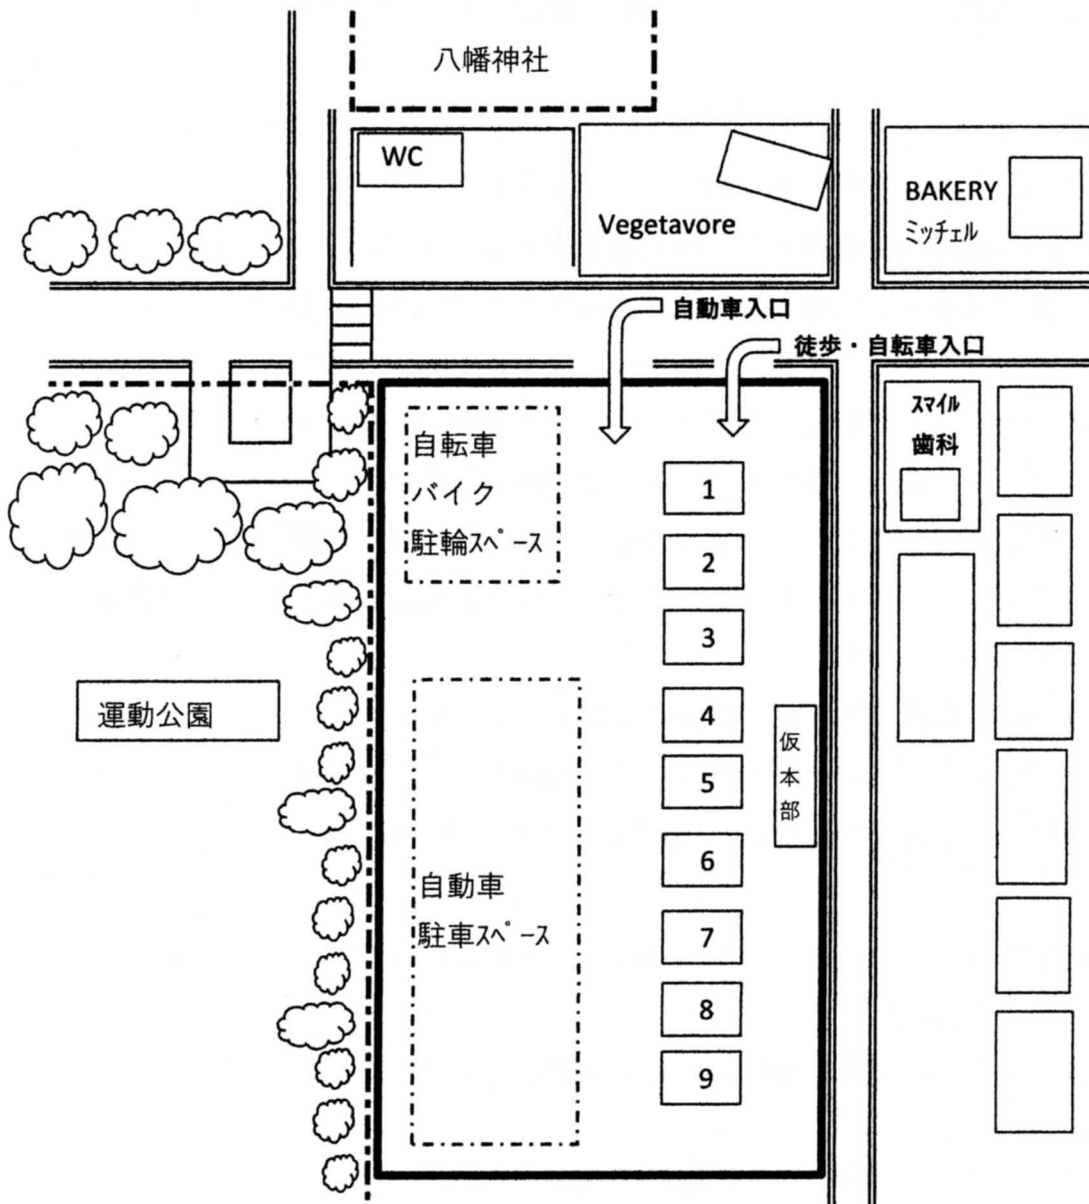 八幡神社
WC
Vegetavore
BAKERY
ミッチェル
自動車入口
徒歩・自転車入口
スマイル
歯科
自転車
バイク
駐輪スペース
1
2
3
4
5
6
7
8
9
仮本部
運動公園
自動車
駐車スペース